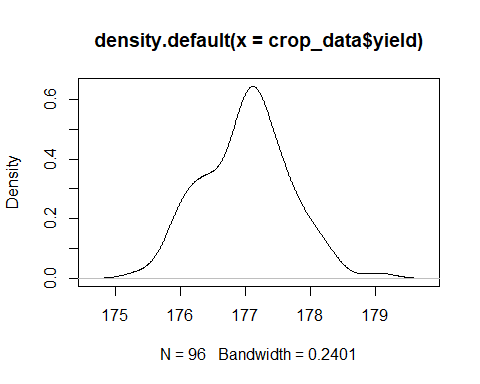 density.default(x = crop_data$yield)
Density
0.0 0.2 0.4 0.6
175 176 177 178 179
N = 96 Bandwidth = 0.2401